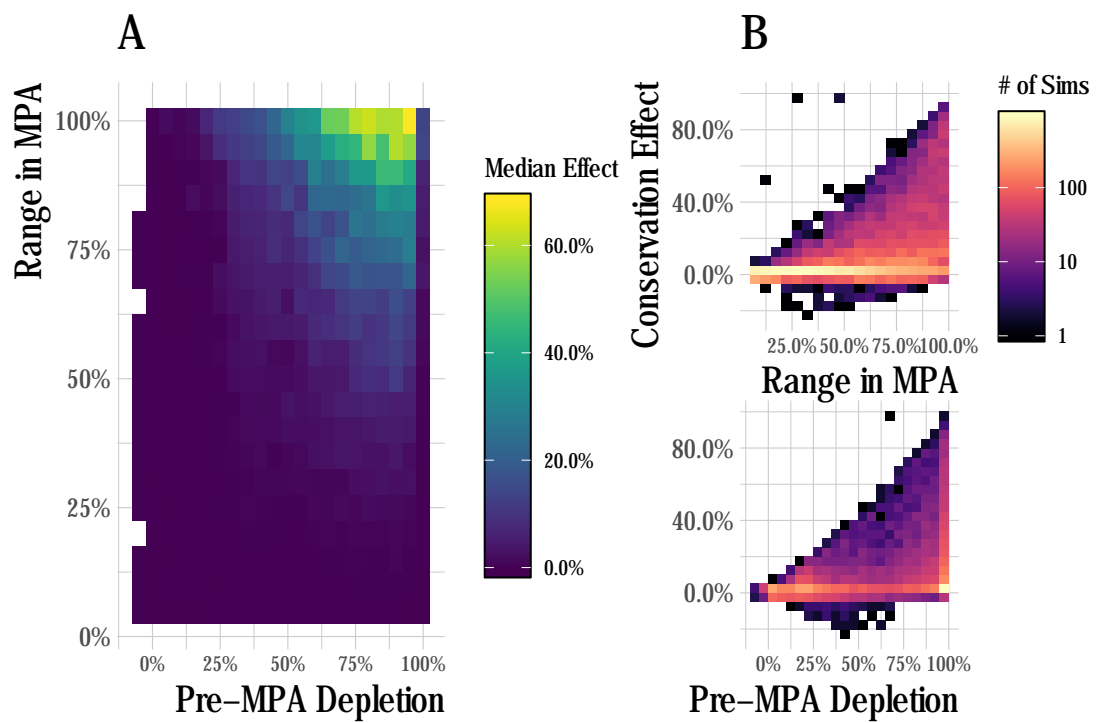 A
Range in MPA
100%
75%
50%
25%
0%
0% 25% 50% 75% 100%
Pre−MPA Depletion
Median Effect
60.0%
40.0%
20.0%
0.0%
B
Conservation Effect
80.0%
40.0%
0.0%
25.0% 50.0% 75.0% 100.0%
Range in MPA
80.0%
40.0%
0.0%
0% 25% 50% 75% 100%
Pre−MPA Depletion
# of Sims
100
10
1